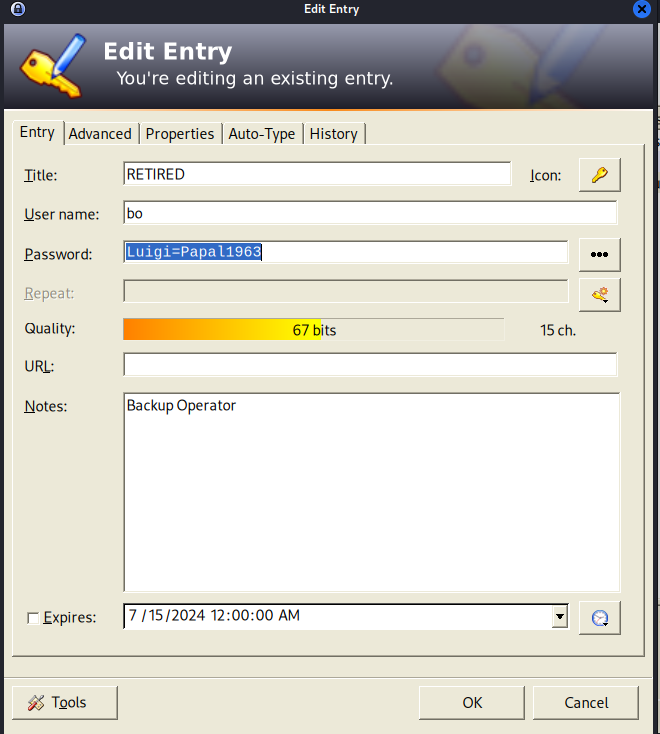 Edit Entry
Edit Entry
You're editing an existing entry.
Entry Advanced Properties Auto-Type History
Title: RETIRED Icon:
User name: bo
Password: Luigi=Papal1963
Repeat:
Quality: 67 bits 15 ch.
URL:
Notes: Backup Operator
Expires: 7 /15/2024 12:00:00 AM
Tools OK Cancel